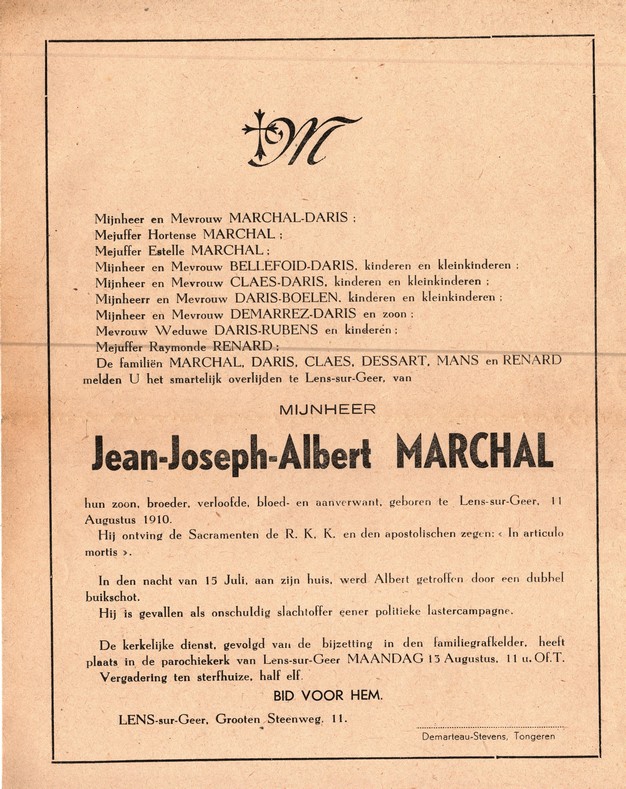 M
Mijnheer en Mevrouw MARCHAL-DARIS ;
Mejuffer Hortense MARCHAL ;
Mejuffer Estelle MARCHAL ;
Mijnheer en Mevrouw BELLEFOID-DARIS, kinderen en kleinkinderen ;
Mijnheer en Mevrouw CLAES-DARIS, kinderen en kleinkinderen ;
Mijnheerr en Mevrouw DARIS-BOELEN, kinderen en kleinkinderen ;
Mijnheer en Mevrouw DEMARREZ-DARIS en zoon ;
Mevrouw Weduwe DARIS-RUBENS en kinderen ;
Mejuffer Raymonde RENARD ;
De familiën MARCHAL, DARIS, CLAES, DESSART, MANS en RENARD
melden U het smartelijk overlijden te Lens-sur-Geer, van
MIJNHEER
Jean-Joseph-Albert MARCHAL
hun zoon, broeder, verloofde, bloed- en aanverwant, geboren te Lens-sur-Geer, 11
Augustus 1910.
Hij ontving de Sacramenten de R. K. K. en den apostolischen zegen: « In articulo
mortis ».
In den nacht van 15 Juli, aan zijn huis, werd Albert getroffen door een dubbel
buikschot.
Hij is gevallen als onschuldig slachtoffer eener politieke lastercampagne.
De kerkelijke dienst, gevolgd van de bijzetting in den familiegrafkelder, heeft
plaats in de parochiekerk van Lens-sur-Geer MAANDAG 13 Augustus, 11 u. Of.T.
Vergadering ten sterfhuize, half elf.
BID VOOR HEM.
LENS-sur-Geer, Grooten Steenweg, 11.
Demarteau-Stevens, Tongeren